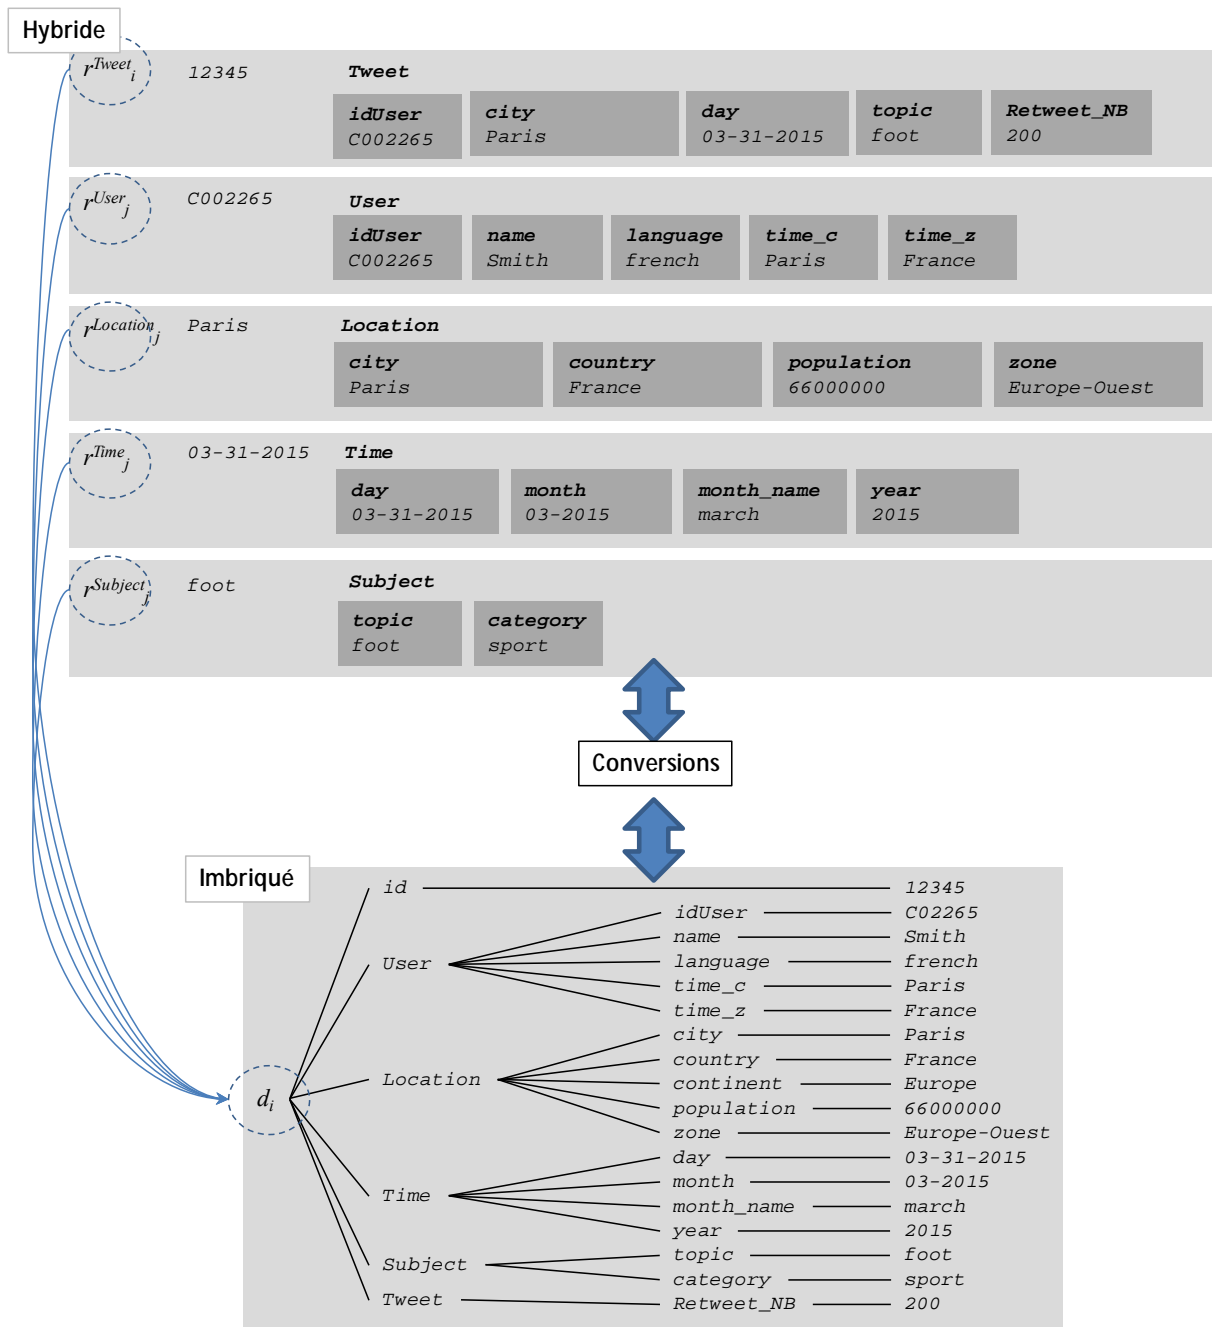 Hybride
r^Tweet_i 12345 Tweet
idUser city day topic Retweet_NB
C002265 Paris 03-31-2015 foot 200
r^User_j C002265 User
idUser name language time_c time_z
C002265 Smith french Paris France
r^Location_j Paris Location
city country population zone
Paris France 66000000 Europe-Ouest
r^Time_j 03-31-2015 Time
day month month_name year
03-31-2015 03-2015 march 2015
r^Subject_j foot Subject
topic category
foot sport
Conversions
Imbriqué
id 12345
idUser C02265
name Smith
User language french
time_c Paris
time_z France
city Paris
country France
Location continent Europe
d_i population 66000000
zone Europe-Ouest
day 03-31-2015
month 03-2015
Time month_name march
year 2015
topic foot
Subject category sport
Tweet Retweet_NB 200